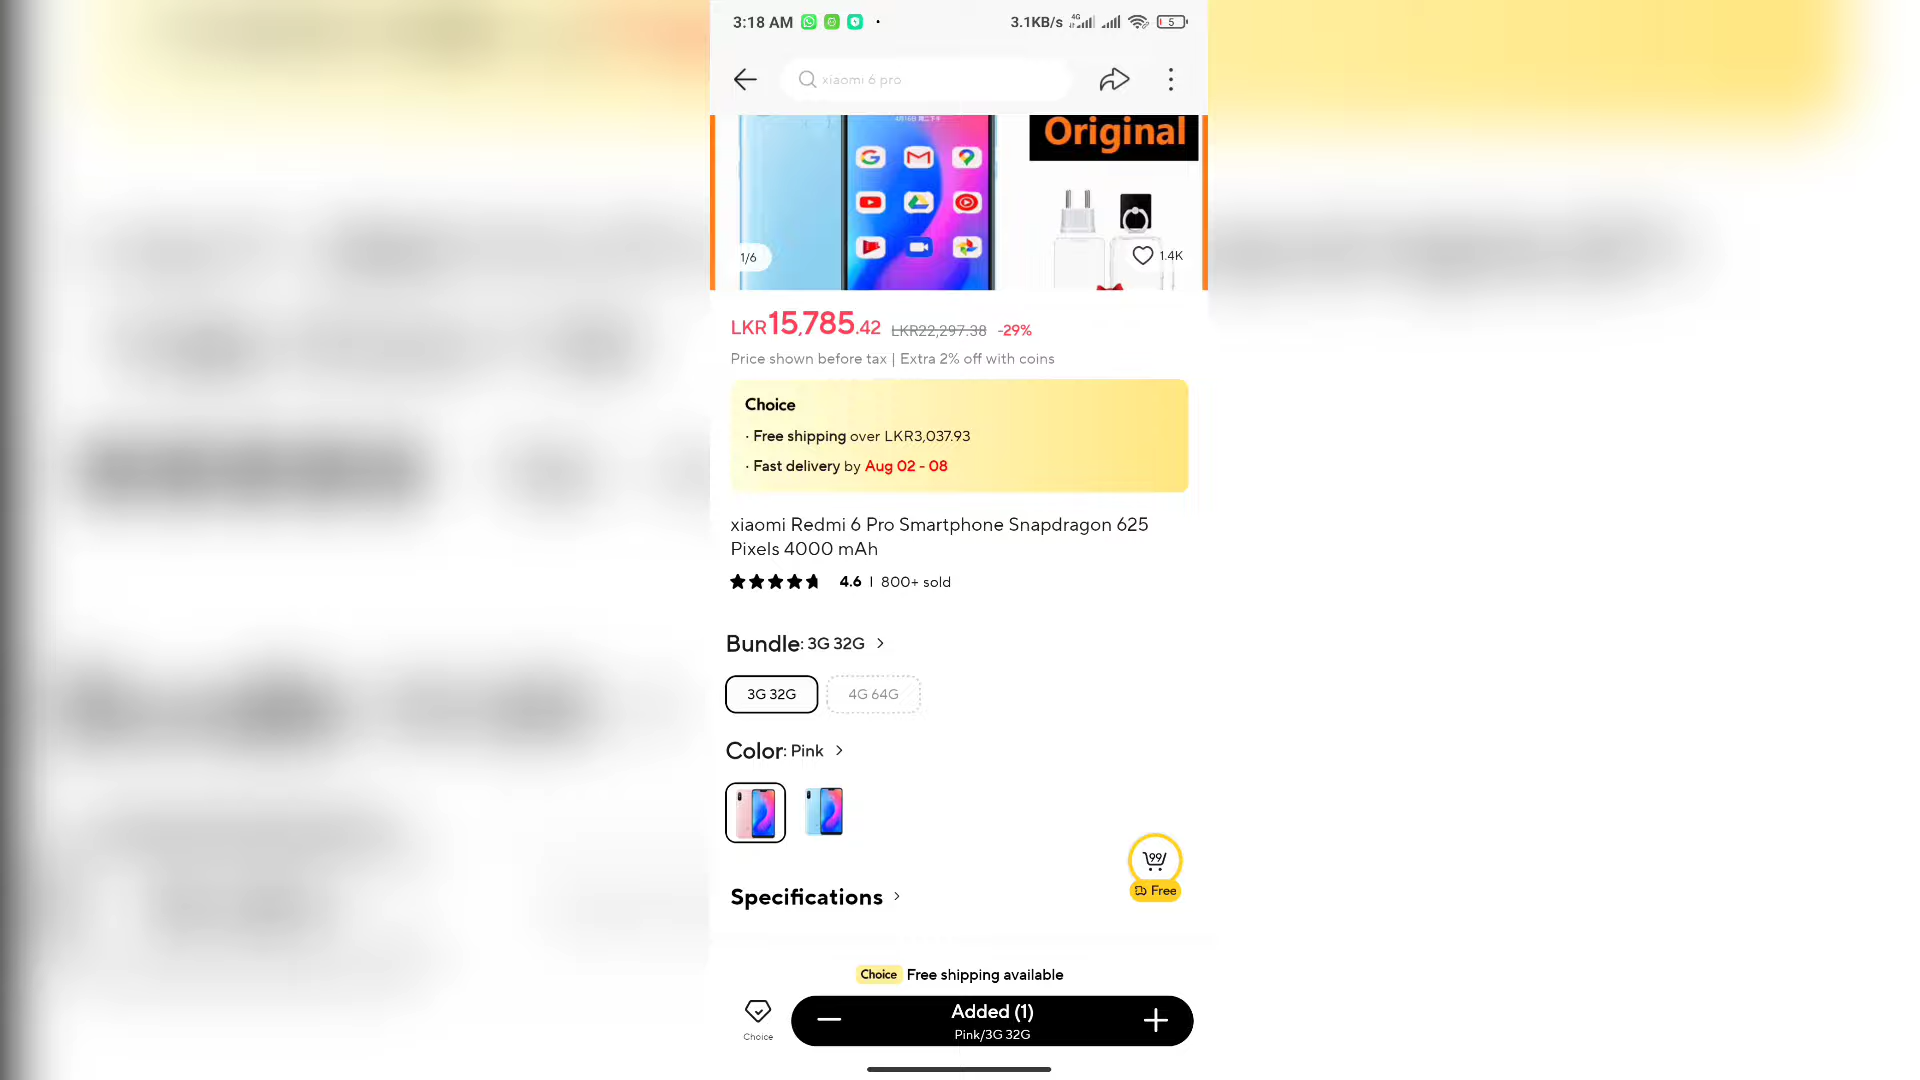 3:18 AM
3.1KB/s 4G 5
xiaomi 6 pro
Original
1/6
1.4K
LKR15,785.42 LKR22,297.38 -29%
Price shown before tax | Extra 2% off with coins
Choice
· Free shipping over LKR3,037.93
· Fast delivery by Aug 02 - 08
xiaomi Redmi 6 Pro Smartphone Snapdragon 625
Pixels 4000 mAh
4.6 | 800+ sold
Bundle: 3G 32G >
3G 32G 4G 64G
Color: Pink >
99
Free
Specifications >
Choice Free shipping available
Added (1)
Pink/3G 32G
Choice